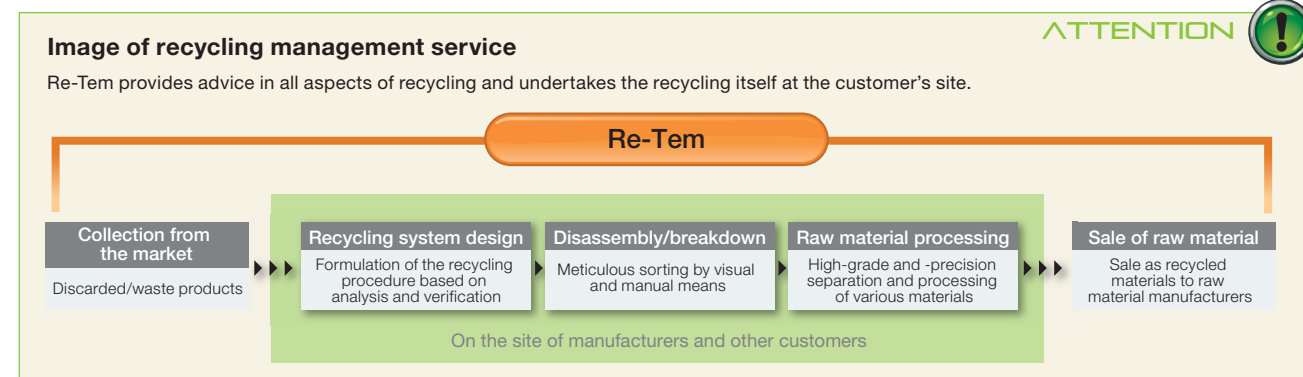 ATTENTION
Image of recycling management service
Re-Tem provides advice in all aspects of recycling and undertakes the recycling itself at the customer's site.
Re-Tem
Collection from
the market
Discarded/waste products
Recycling system design
Formulation of the recycling
procedure based on
analysis and verification
Disassembly/breakdown
Meticulous sorting by visual
and manual means
Raw material processing
High-grade and -precision
separation and processing
of various materials
Sale of raw material
Sale as recycled
materials to raw
material manufacturers
On the site of manufacturers and other customers